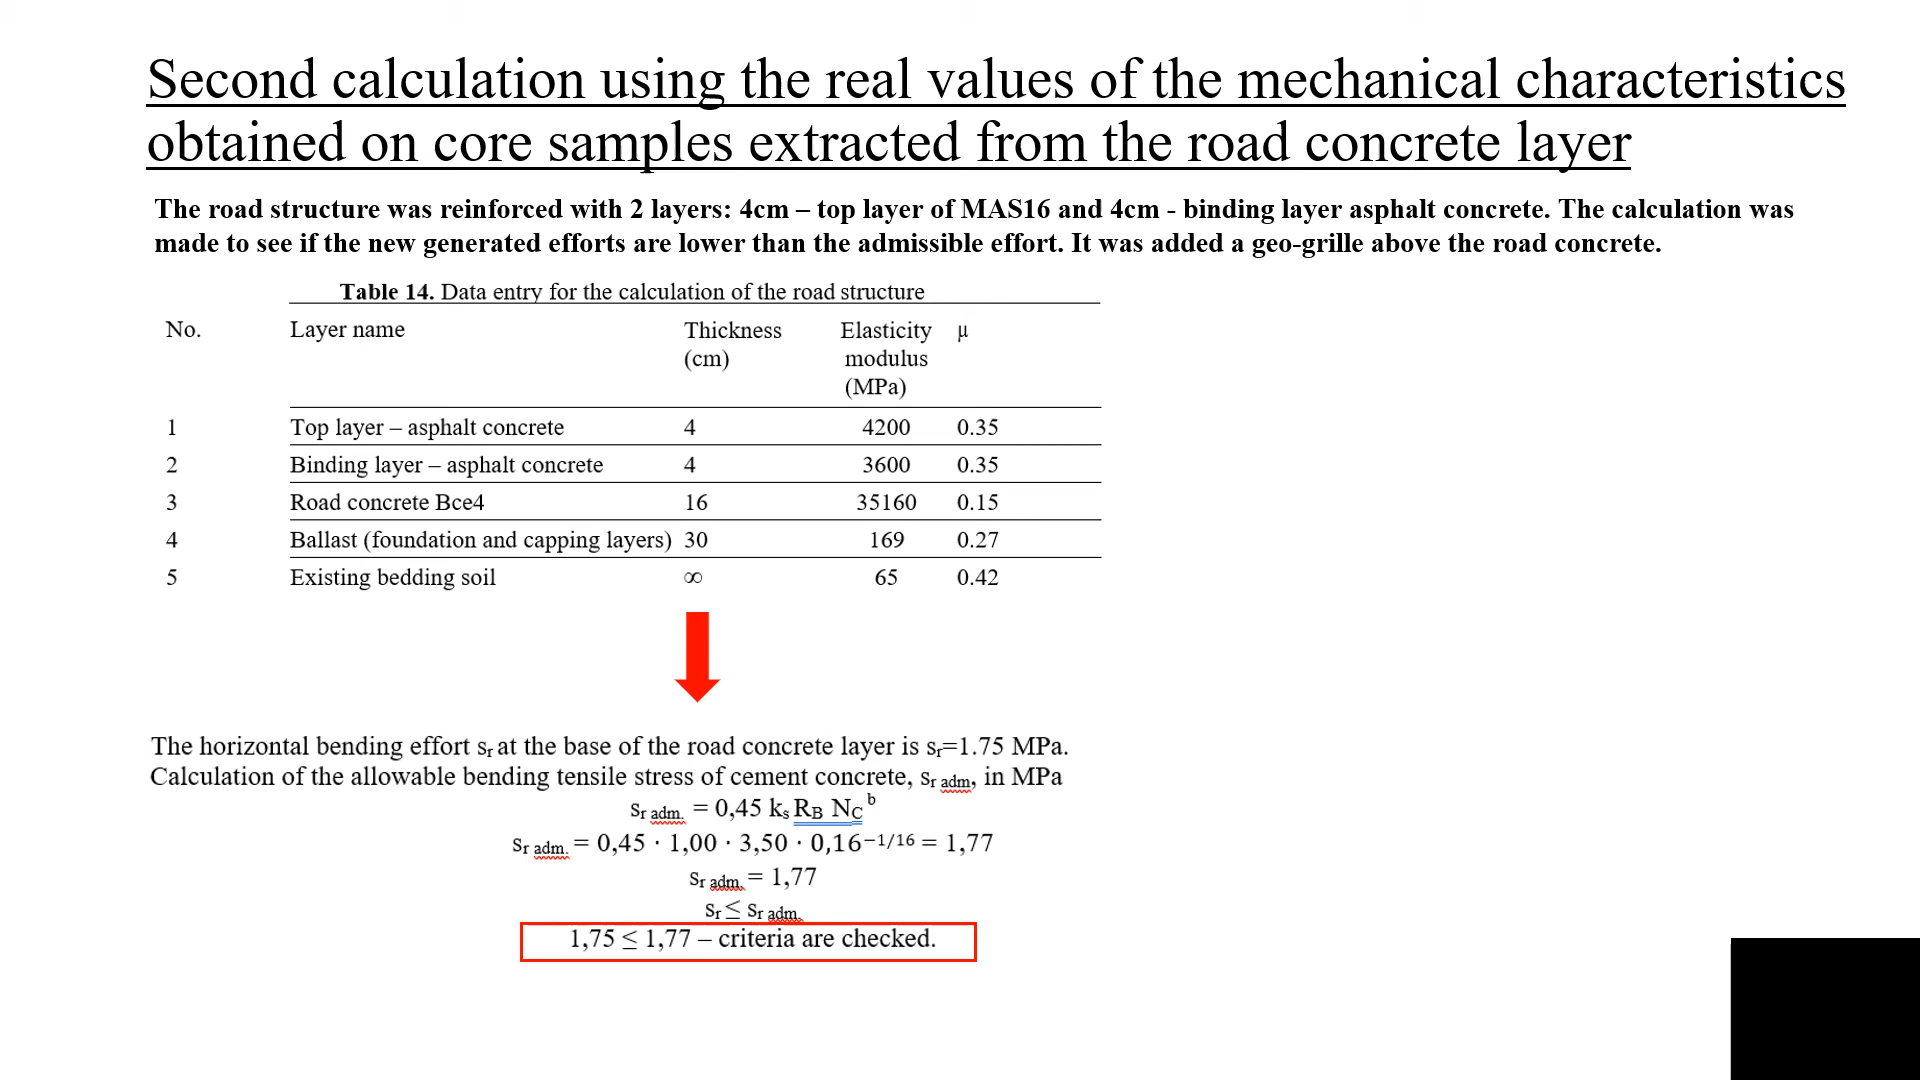 Second calculation using the real values of the mechanical characteristics
obtained on core samples extracted from the road concrete layer
The road structure was reinforced with 2 layers: 4cm – top layer of MAS16 and 4cm - binding layer asphalt concrete. The calculation was
made to see if the new generated efforts are lower than the admissible effort. It was added a geo-grille above the road concrete.
Table 14. Data entry for the calculation of the road structure
No. Layer name Thickness (cm) Elasticity modulus (MPa) μ
1 Top layer – asphalt concrete 4 4200 0.35
2 Binding layer – asphalt concrete 4 3600 0.35
3 Road concrete Bce4 16 35160 0.15
4 Ballast (foundation and capping layers) 30 169 0.27
5 Existing bedding soil ∞ 65 0.42
The horizontal bending effort sr at the base of the road concrete layer is sr=1.75 MPa.
Calculation of the allowable bending tensile stress of cement concrete, sr adm, in MPa
sr adm. = 0,45 ks RB NC^b
sr adm. = 0,45 · 1,00 · 3,50 · 0,16^−1/16 = 1,77
sr adm. = 1,77
sr ≤ sr adm.
1,75 ≤ 1,77 – criteria are checked.